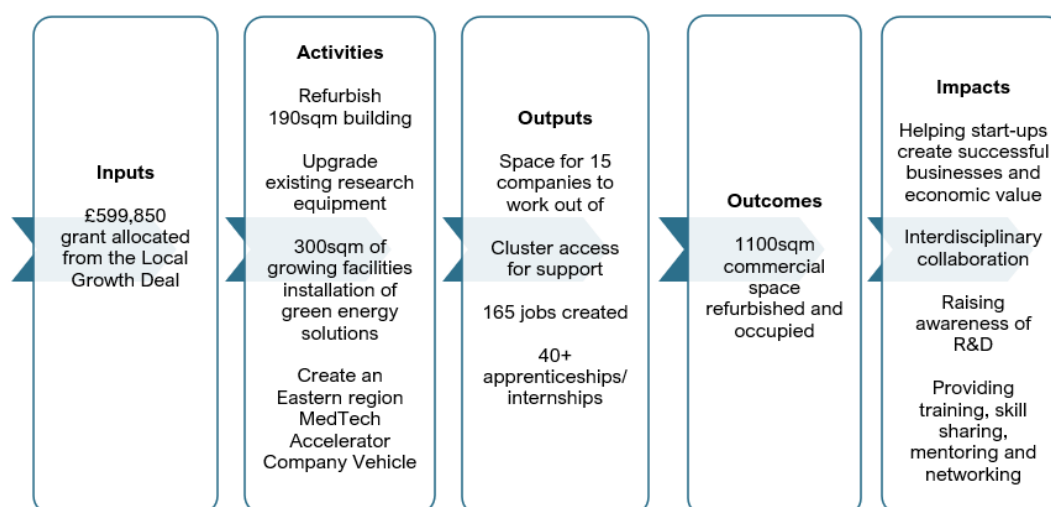 Inputs
£599,850
grant allocated
from the Local
Growth Deal
Activities
Refurbish
190sqm building
Upgrade
existing research
equipment
300sqm of
growing facilities
installation of
green energy
solutions
Create an
Eastern region
MedTech
Accelerator
Company Vehicle
Outputs
Space for 15
companies to
work out of
Cluster access
for support
165 jobs created
40+
apprenticeships/
internships
Outcomes
1100sqm
commercial
space
refurbished and
occupied
Impacts
Helping start-ups
create successful
businesses and
economic value
Interdisciplinary
collaboration
Raising
awareness of
R&D
Providing
training, skill
sharing,
mentoring and
networking